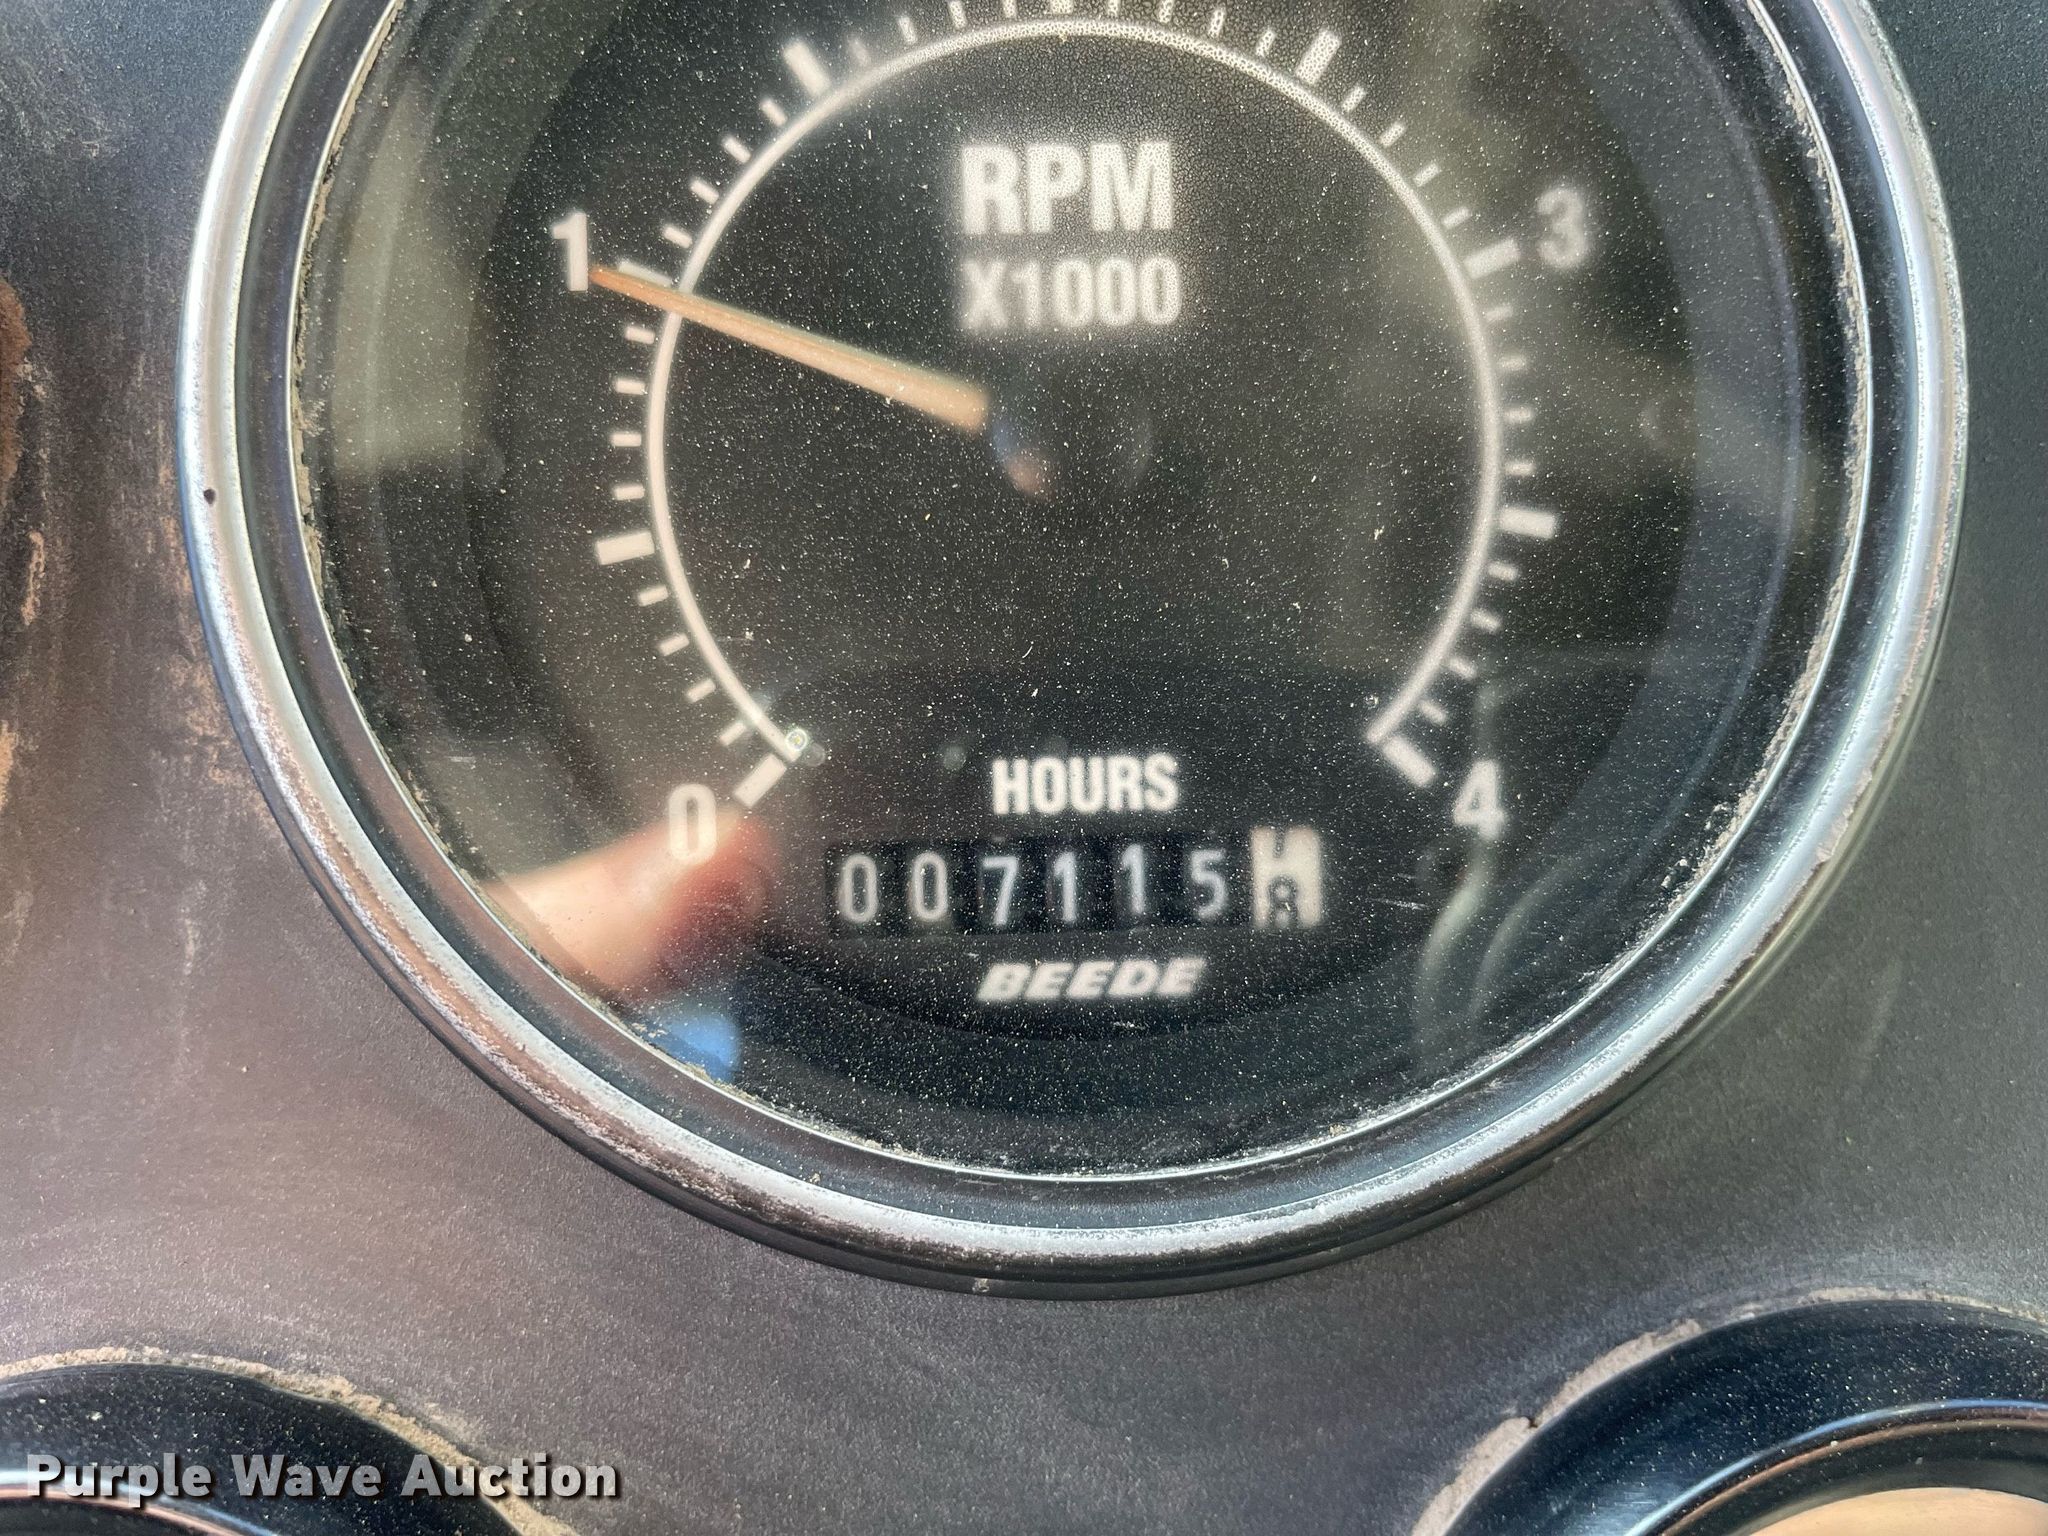 RPM
X1000
1
3
0
4
HOURS
007115
BEEDE
Purple Wave Auction